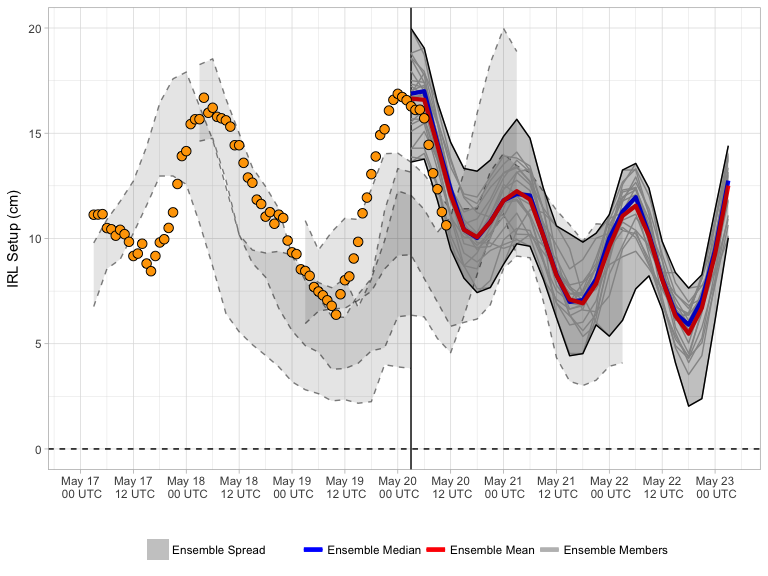 20
15
10
5
0
IRL Setup (cm)
May 17 May 17 May 18 May 18 May 19 May 19 May 20 May 20 May 21 May 21 May 22 May 22 May 23
00 UTC 12 UTC 00 UTC 12 UTC 00 UTC 12 UTC 00 UTC 12 UTC 00 UTC 12 UTC 00 UTC 12 UTC 00 UTC
Ensemble Spread Ensemble Median Ensemble Mean Ensemble Members